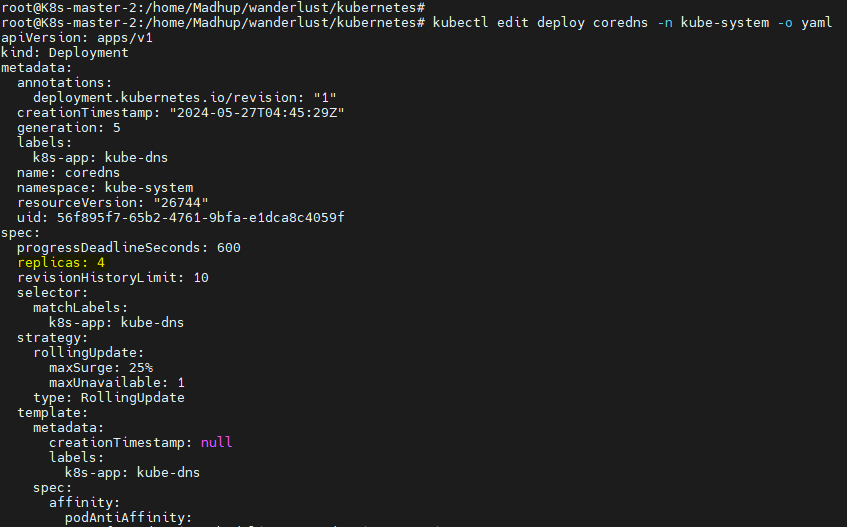 root@K8s-master-2:/home/Madhup/wanderlust/kubernetes#
root@K8s-master-2:/home/Madhup/wanderlust/kubernetes# kubectl edit deploy coredns -n kube-system -o yaml
apiVersion: apps/v1
kind: Deployment
metadata:
  annotations:
    deployment.kubernetes.io/revision: "1"
  creationTimestamp: "2024-05-27T04:45:29Z"
  generation: 5
  labels:
    k8s-app: kube-dns
  name: coredns
  namespace: kube-system
  resourceVersion: "26744"
  uid: 56f895f7-65b2-4761-9bfa-e1dca8c4059f
spec:
  progressDeadlineSeconds: 600
  replicas: 4
  revisionHistoryLimit: 10
  selector:
    matchLabels:
      k8s-app: kube-dns
  strategy:
    rollingUpdate:
      maxSurge: 25%
      maxUnavailable: 1
    type: RollingUpdate
  template:
    metadata:
      creationTimestamp: null
      labels:
        k8s-app: kube-dns
    spec:
      affinity:
        podAntiAffinity: